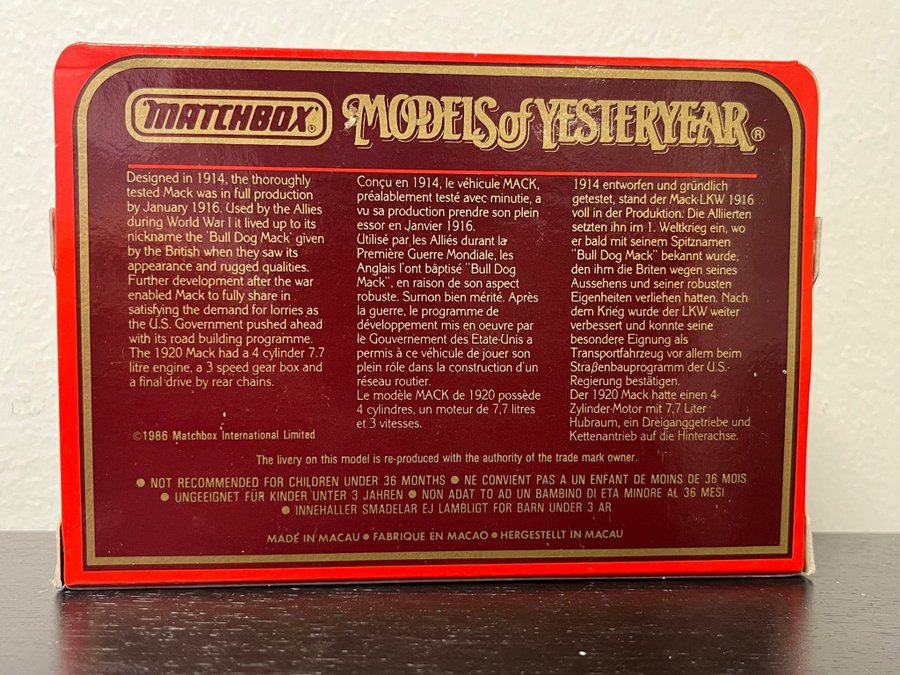 MATCHBOX® MODELS of YESTERYEAR®
Designed in 1914, the thoroughly
tested Mack was in full production
by January 1916. Used by the Allies
during World War I it lived up to its
nickname the 'Bull Dog Mack' given
by the British when they saw its
appearance and rugged qualities.
Further development after the war
enabled Mack to fully share in
satisfying the demand for lorries as
the U.S. Government pushed ahead
with its road building programme.
The 1920 Mack had a 4 cylinder 7.7
litre engine, a 3 speed gear box and
a final drive by rear chains.
©1986 Matchbox International Limited
Conçu en 1914, le véhicule MACK,
préalablement testé avec minutie, a
vu sa production prendre son plein
essor en Janvier 1916.
Utilisé par les Alliés durant la
Première Guerre Mondiale, les
Anglais l'ont bâptisé "Bull Dog
Mack", en raison de son aspect
robuste. Surnon bien mérité. Après
la guerre, le programme de
développement mis en oeuvre par
le Gouvernement des Etate-Unis a
permis à ce véhicule de jouer son
plein rôle dans la construction d'un
réseau routier.
Le modèle MACK de 1920 possède
4 cylindres, un moteur de 7,7 litres
et 3 vitesses.
1914 entworfen und gründlich
getestet, stand der Mack-LKW 1916
voll in der Produktion. Die Alliierten
setzten ihn im 1. Weltkrieg ein, wo
er bald mit seinem Spitznamen
"Bull Dog Mack" bekannt wurde,
den ihm die Briten wegen seines
Aussehens und seiner robusten
Eigenheiten verliehen hatten. Nach
dem Krieg wurde der LKW weiter
verbessert und konnte seine
besondere Eignung als
Transportfahrzeug vor allem beim
Straßenbauprogramm der U.S.-
Regierung bestätigen.
Der 1920 Mack hatte einen 4-
Zylinder-Motor mit 7,7 Liter
Hubraum, ein Dreiganggetriebe und
Kettenantrieb auf die Hinterachse.
The livery on this model is re-produced with the authority of the trade mark owner.
● NOT RECOMMENDED FOR CHILDREN UNDER 36 MONTHS ● NE CONVIENT PAS A UN ENFANT DE MOINS DE 36 MOIS
● UNGEEIGNET FÜR KINDER UNTER 3 JAHREN ● NON ADAT TO AD UN BAMBINO DI ETA MINORE AL 36 MESI
● INNEHALLER SMADELAR EJ LAMBLIGT FOR BARN UNDER 3 AR
MADE IN MACAU ● FABRIQUE EN MACAO ● HERGESTELLT IN MACAU